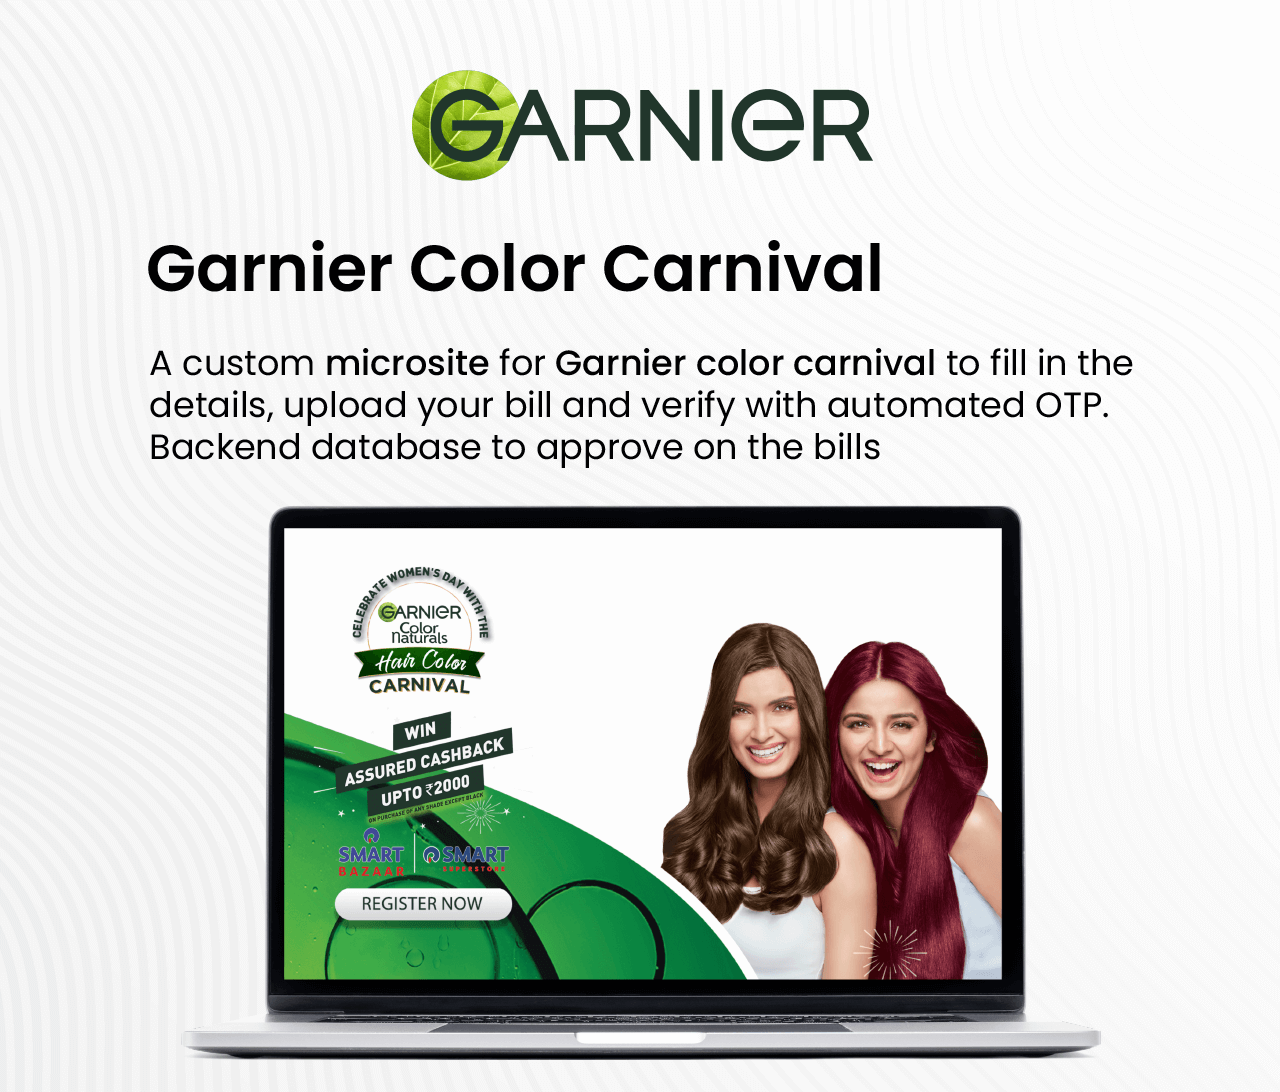 GARNIER
Garnier Color Carnival
A custom microsite for Garnier color carnival to fill in the
details, upload your bill and verify with automated OTP.
Backend database to approve on the bills
CELEBRATE WOMEN'S DAY WITH THE
GARNIER
Color
naturals
Hair Color
CARNIVAL
WIN
ASSURED CASHBACK
UPTO ₹2000
ON PURCHASE OF ANY SHADE EXCEPT BLACK
SMART
BAZAAR
SMART
SUPERSTORE
REGISTER NOW